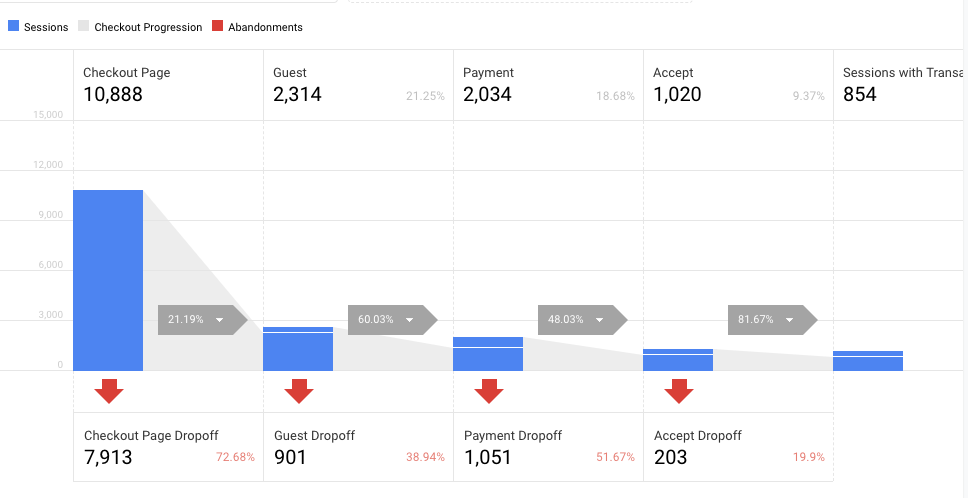 Sessions Checkout Progression Abandonments
Checkout Page Guest Payment Accept Sessions with Transa
10,888 2,314 21.25% 2,034 18.68% 1,020 9.37% 854
15,000
12,000
9,000
6,000
3,000
0
21.19% 60.03% 48.03% 81.67%
Checkout Page Dropoff Guest Dropoff Payment Dropoff Accept Dropoff
7,913 72.68% 901 38.94% 1,051 51.67% 203 19.9%